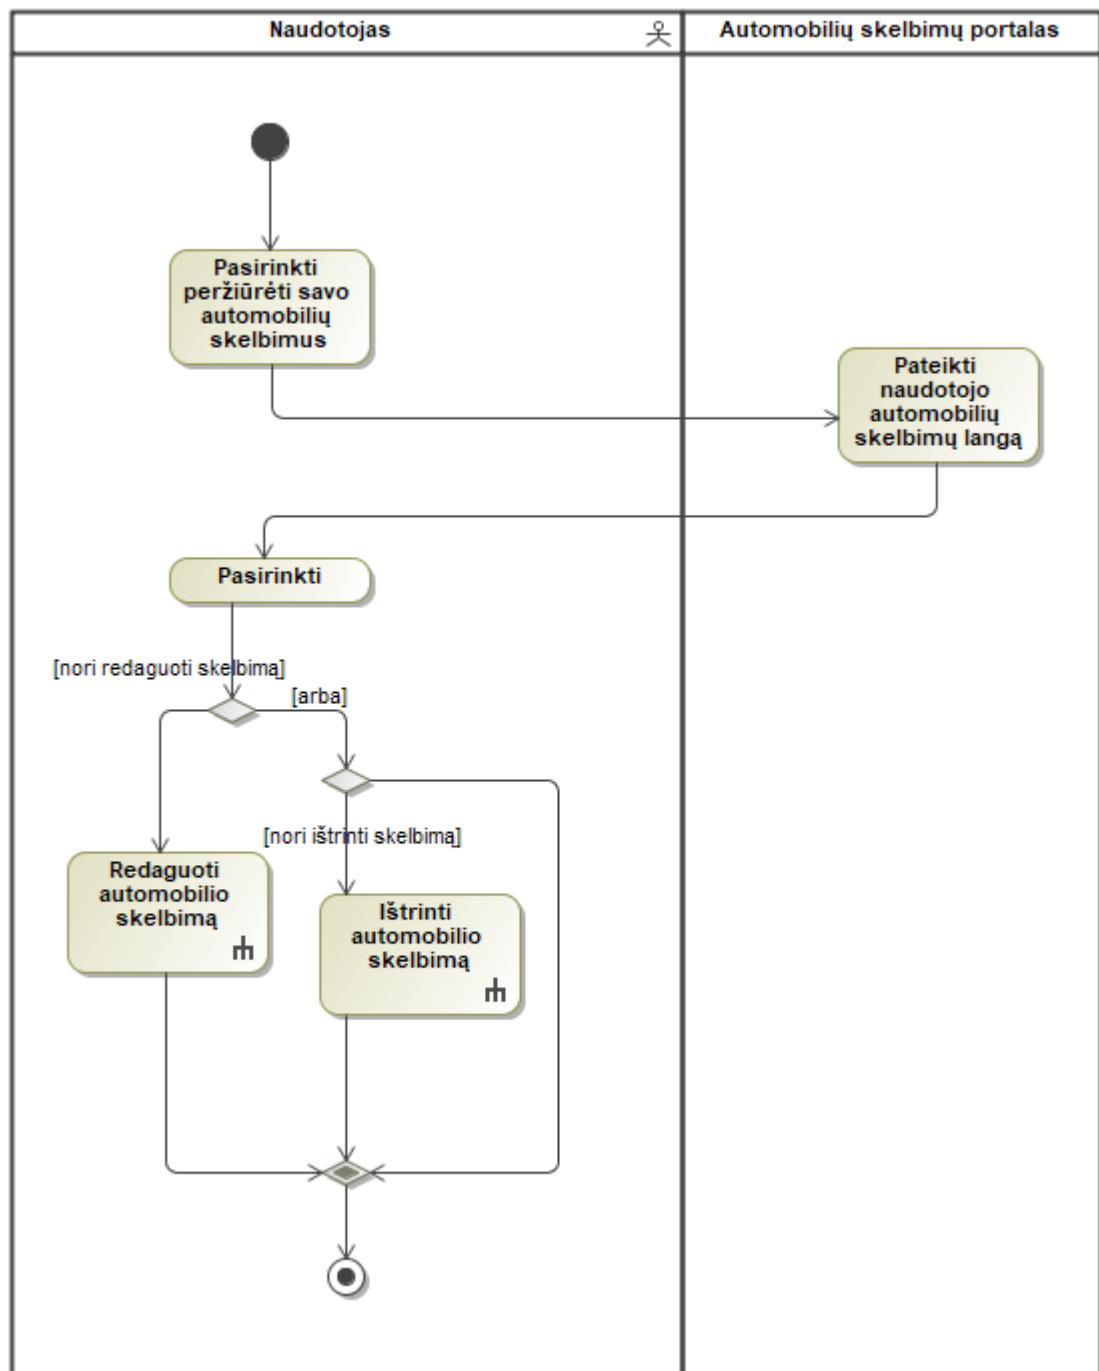 Naudotojas
Automobilių skelbimų portalas
Pasirinkti
peržiūrėti savo
automobilių
skelbimus
Pateikti
naudotojo
automobilių
skelbimų langą
Pasirinkti
[nori redaguoti skelbimą]
[arba]
[nori ištrinti skelbimą]
Redaguoti
automobilio
skelbimą
Ištrinti
automobilio
skelbimą